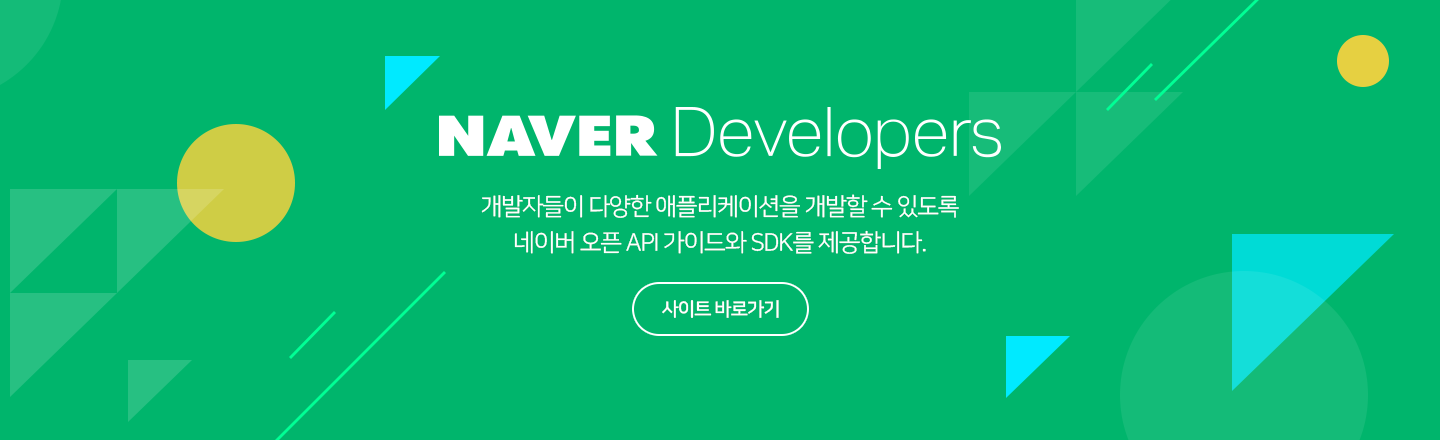 NAVER Developers
개발자들이 다양한 애플리케이션을 개발할 수 있도록
네이버 오픈 API 가이드와 SDK를 제공합니다.
사이트 바로가기